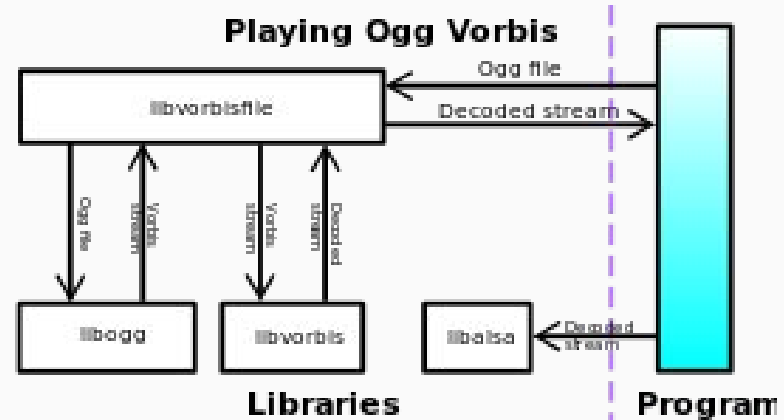 Playing Ogg Vorbis
Ogg file
libvorbisfile
Decoded stream
Ogg file
Vorbis
stream
Vorbis
stream
Decoded
stream
libogg
libvorbis
libalsa
Decoded
stream
Libraries
Program